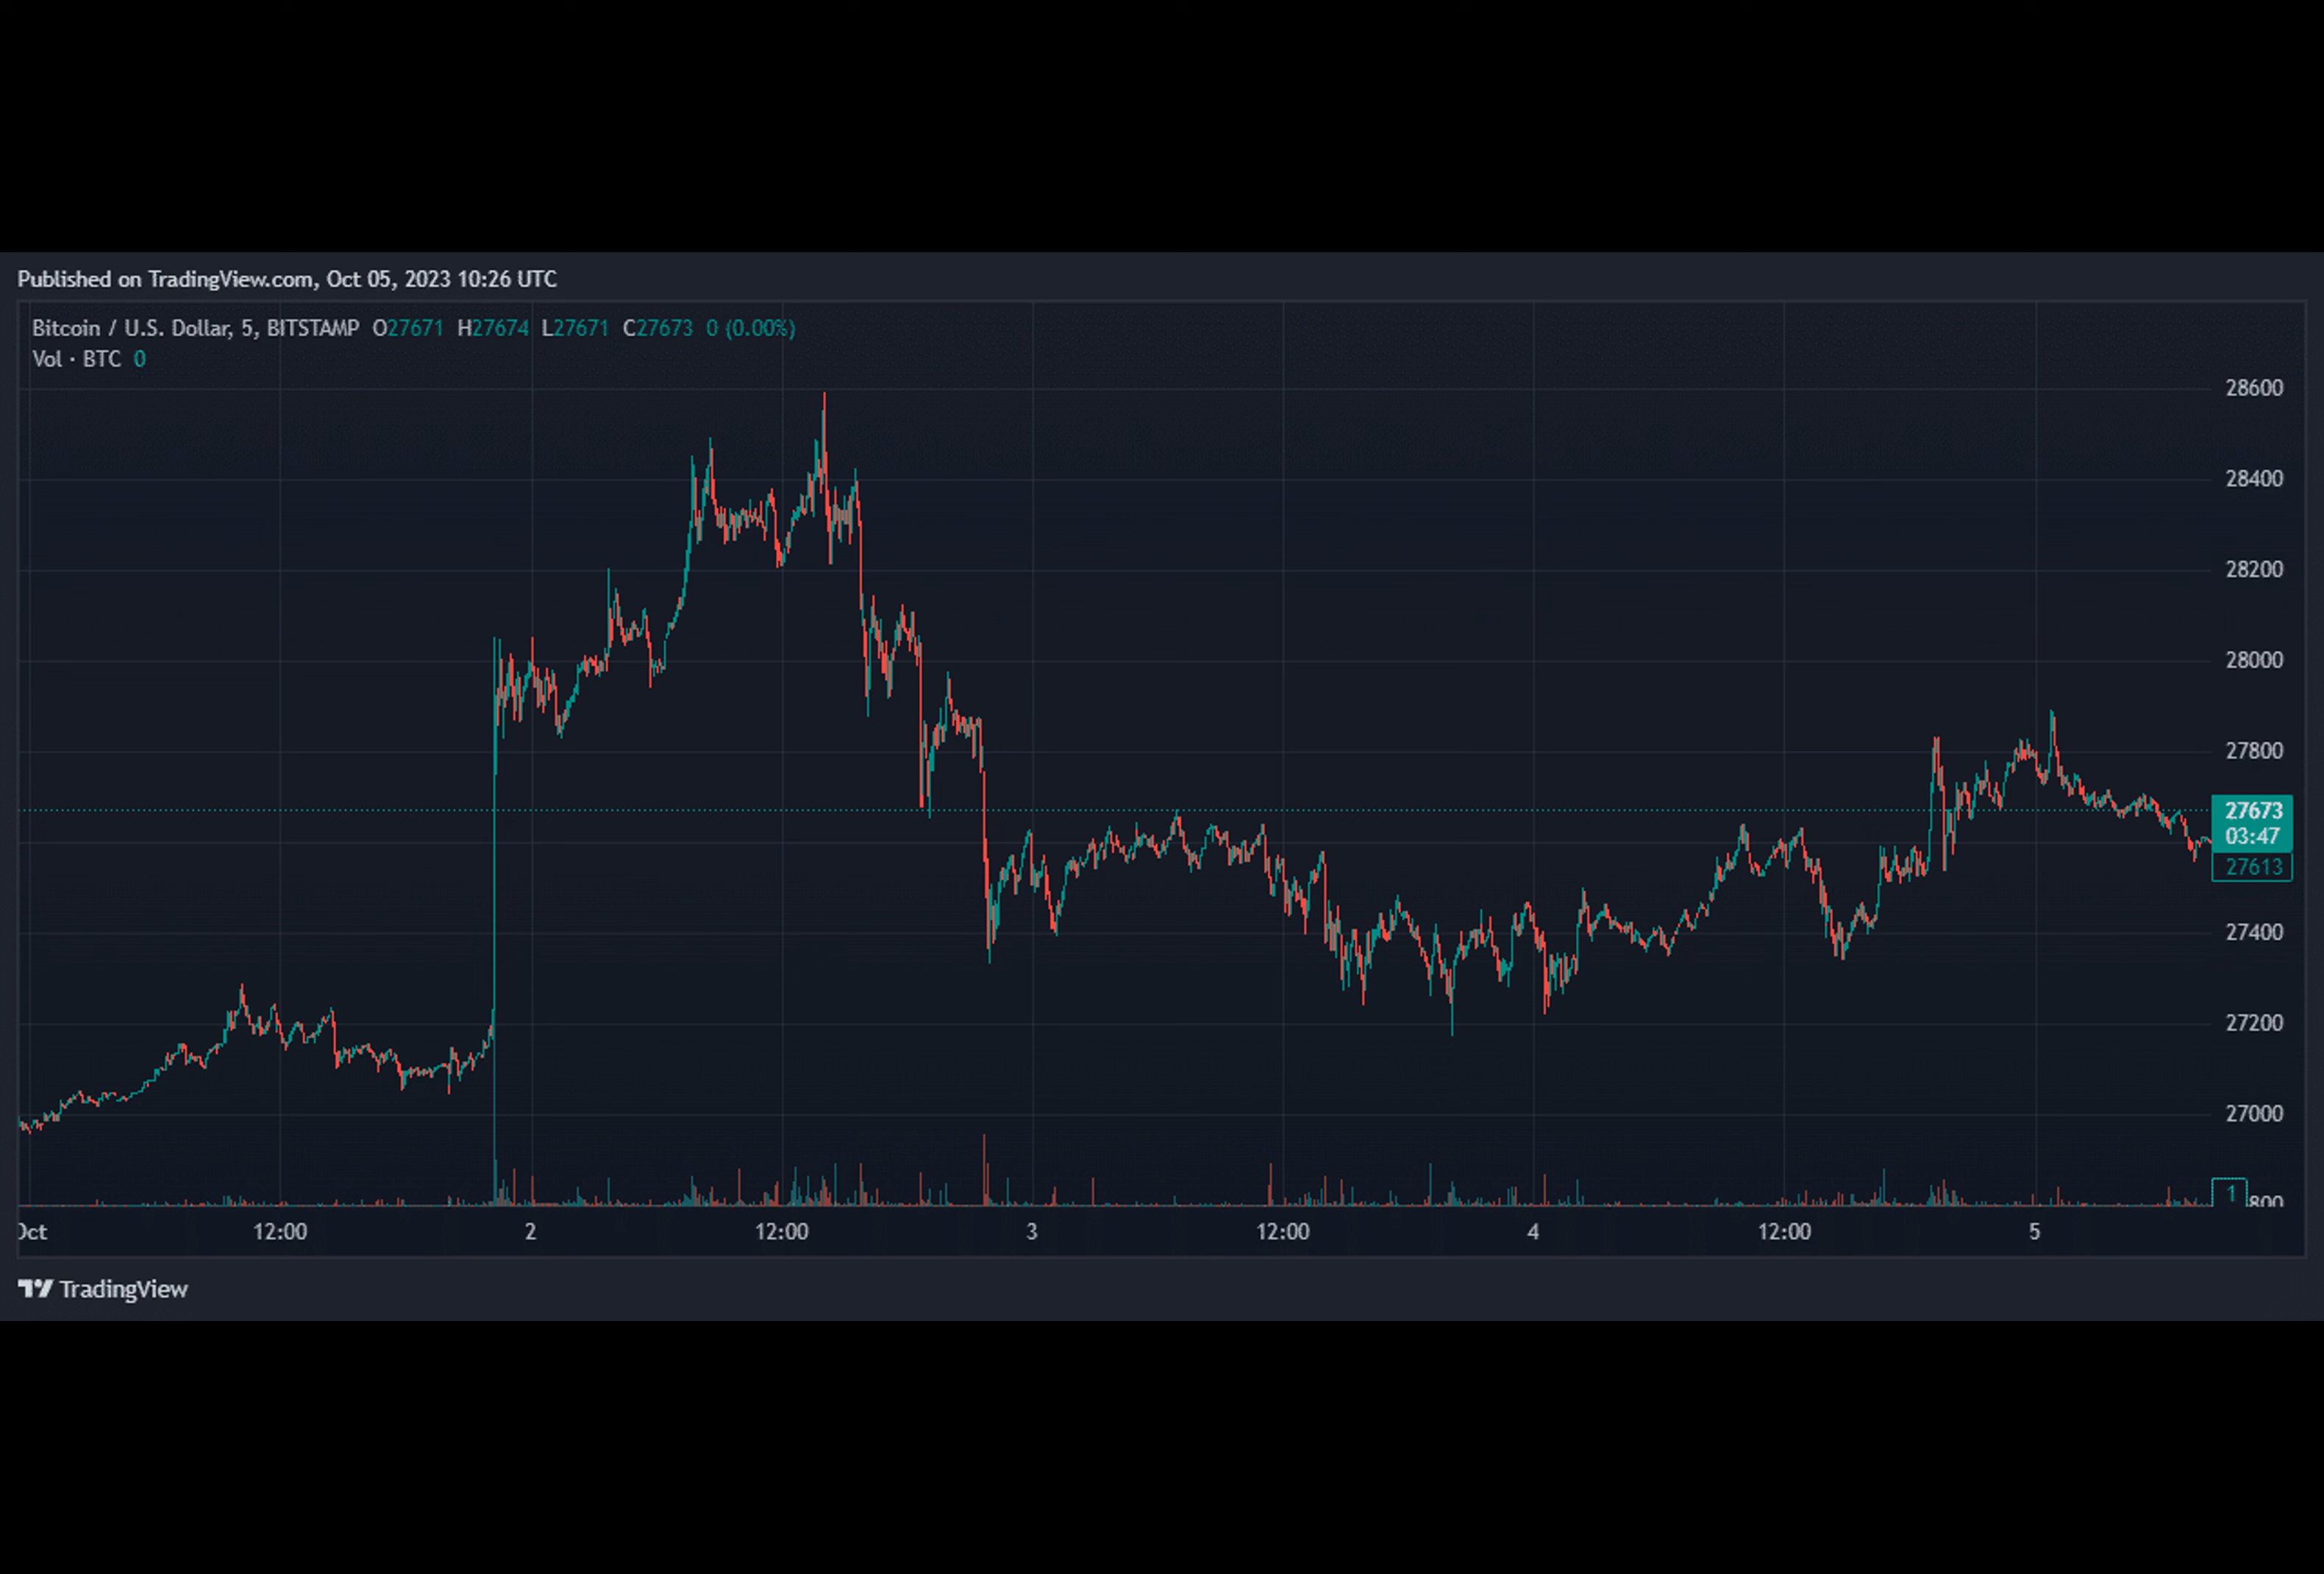 Published on TradingView.com, Oct 05, 2023 10:26 UTC
Bitcoin / U.S. Dollar, 5, BITSTAMP O27671 H27674 L27671 C27673 0 (0.00%)
Vol · BTC 0
28600
28400
28200
28000
27800
27673
03:47
27613
27400
27200
27000
1
800
Oct 12:00 2 12:00 3 12:00 4 12:00 5
TradingView